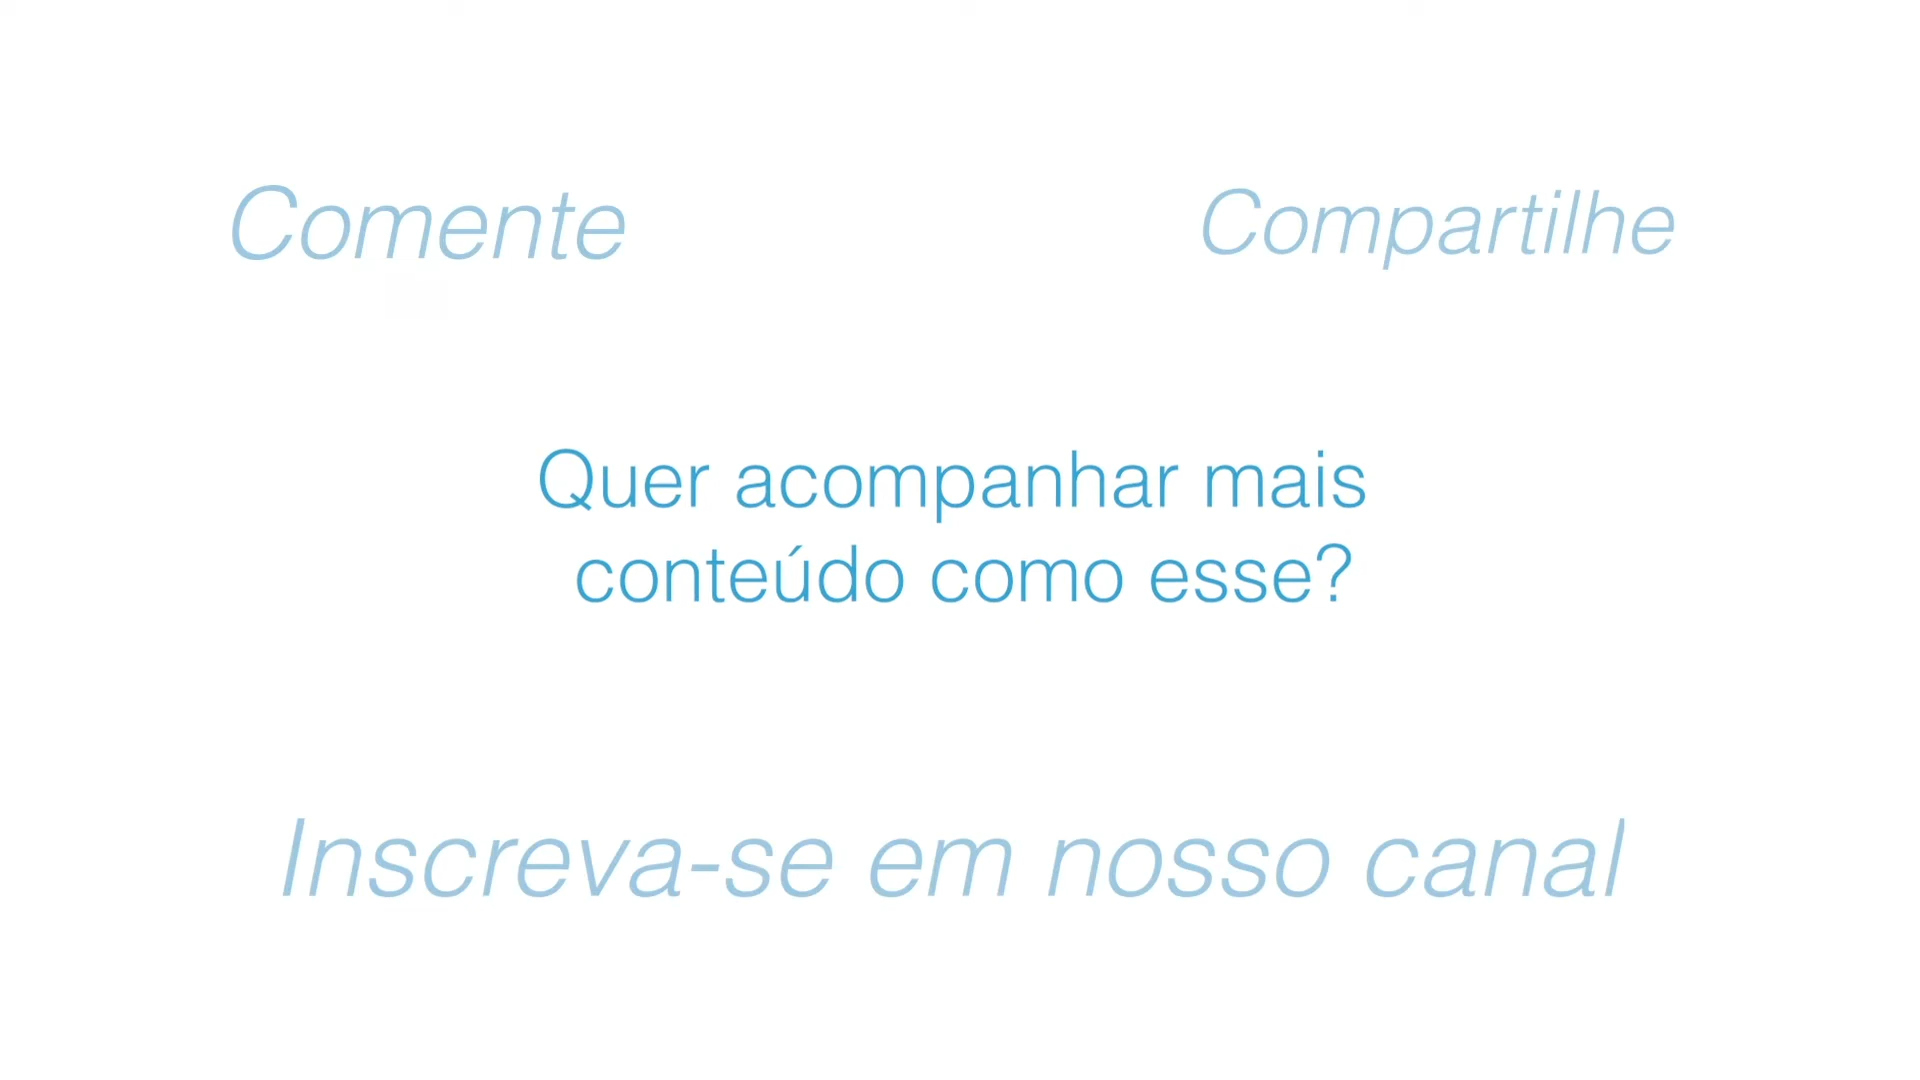 Comente
Compartilhe
Quer acompanhar mais
conteúdo como esse?
Inscreva-se em nosso canal